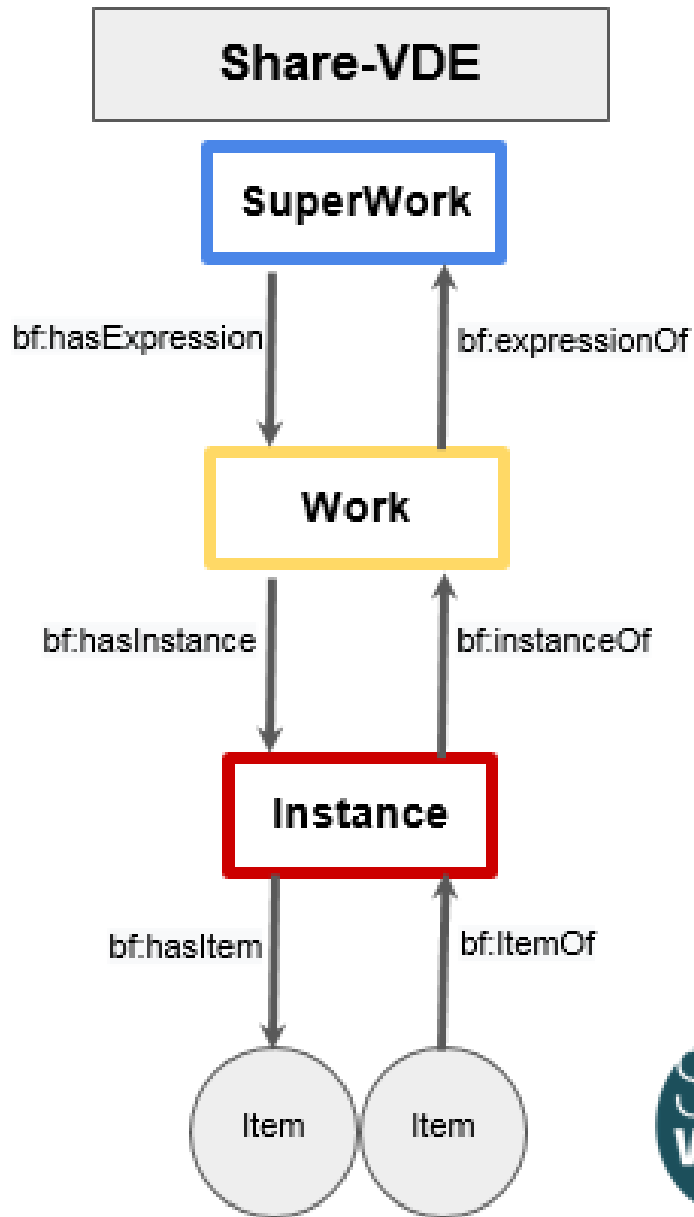 Share-VDE
SuperWork
bf:hasExpression
bf:expressionOf
Work
bf:hasInstance
bf:instanceOf
Instance
bf:hasItem
bf:ItemOf
Item
Item